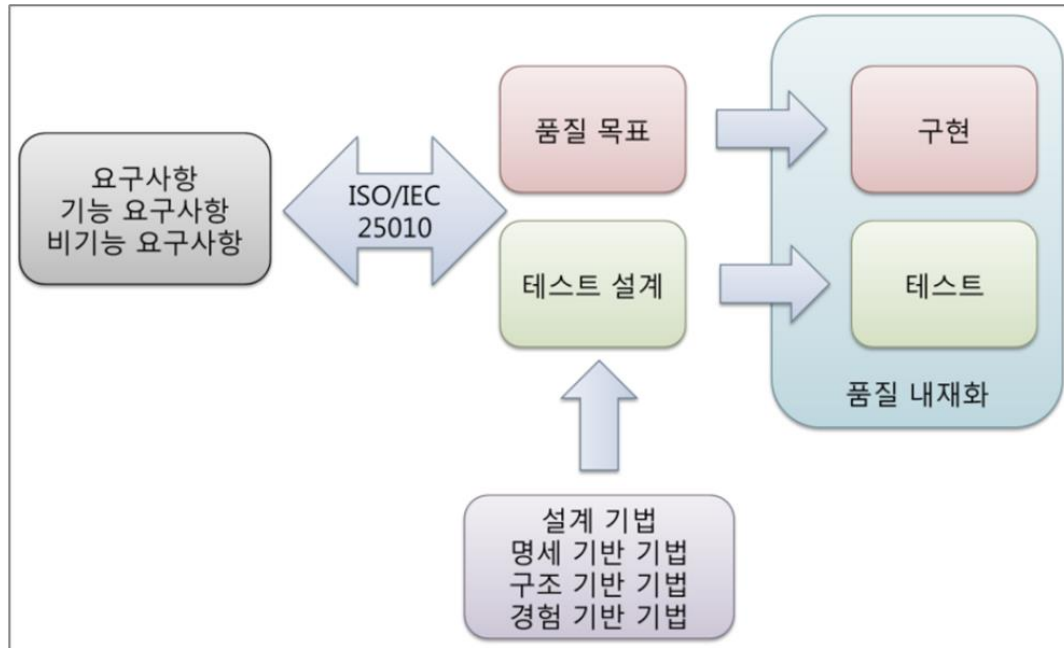 요구사항
기능 요구사항
비기능 요구사항
ISO/IEC
25010
품질 목표
테스트 설계
구현
테스트
품질 내재화
설계 기법
명세 기반 기법
구조 기반 기법
경험 기반 기법